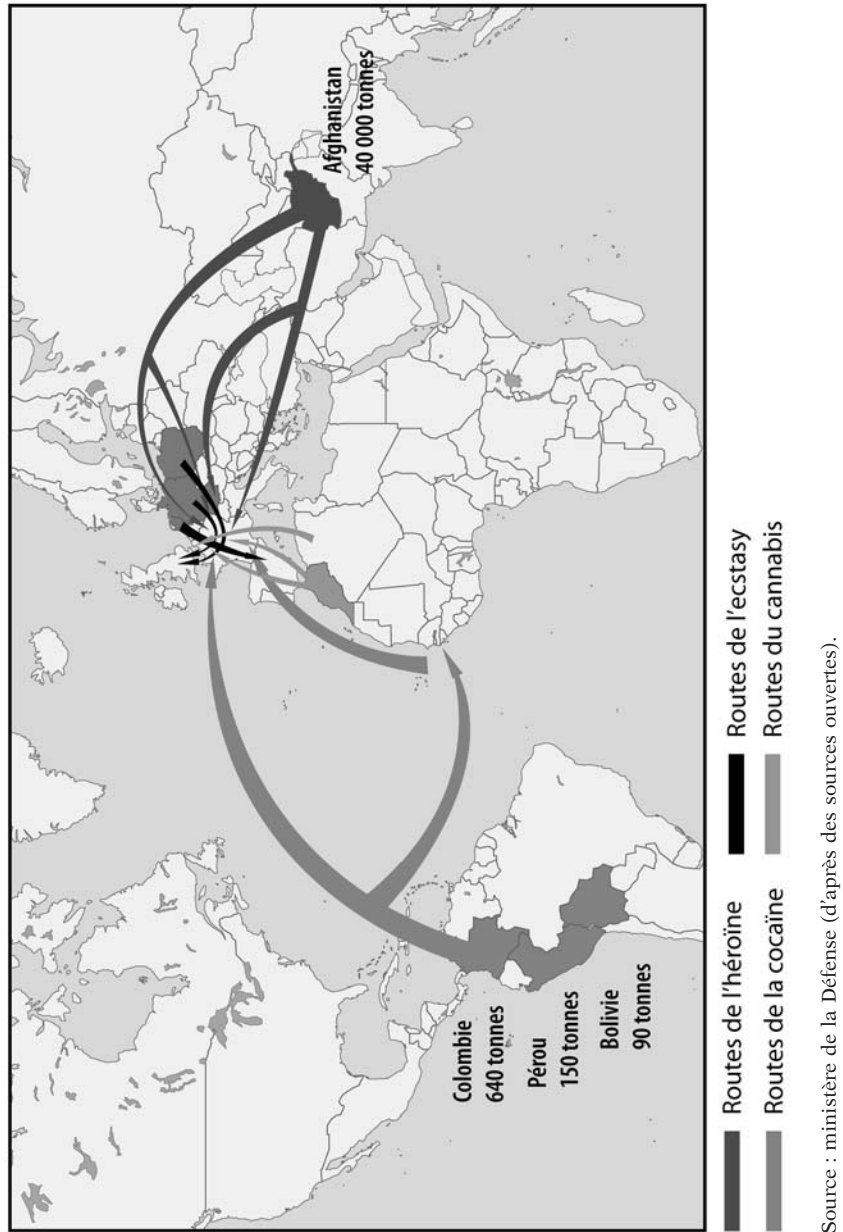 Afghanistan
40 000 tonnes
Colombie
640 tonnes
Pérou
150 tonnes
Bolivie
90 tonnes
Routes de l'héroïne
Routes de l'ecstasy
Routes de la cocaïne
Routes du cannabis
Source : ministère de la Défense (d'après des sources ouvertes).